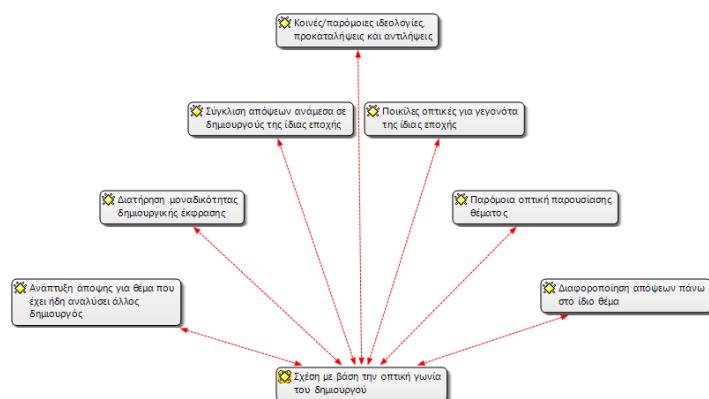 Κοινές/παρόμοιες ιδεολογίες,
προκαταλήψεις και αντιλήψεις
Σύγκλιση απόψεων ανάμεσα σε
δημιουργούς της ίδιας εποχής
Ποικίλες οπτικές για γεγονότα
της ίδιας εποχής
Διατήρηση μοναδικότητας
δημιουργικής έκφρασης
Παρόμοια οπτική παρουσίασης
θέματος
Ανάπτυξη άποψης για θέμα που
έχει ήδη αναλύσει άλλος
δημιουργός
Διαφοροποίηση απόψεων πάνω
στο ίδιο θέμα
Σχέση με βάση την οπτική γωνία
του δημιουργού